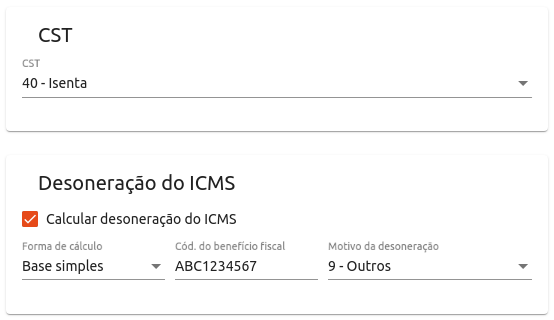 CST
CST
40 - Isenta
Desoneração do ICMS
Calcular desoneração do ICMS
Forma de cálculo Cód. do benefício fiscal Motivo da desoneração
Base simples ABC1234567 9 - Outros